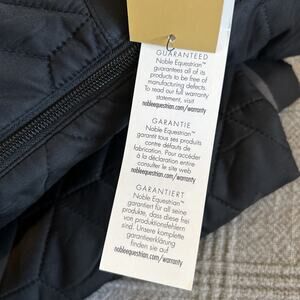 GUARANTEED
Noble Equestrian™
guarantees all of its
products to be free of
manufacturing defects.
To read our full warranty
statement, visit
nobleequestrian.com/warranty
GARANTIE
Noble Equestrian™
garantit tous ses produits
contre défauts de
fabrication. Pour accéder
à la déclaration entière
consulter le site web
nobleequestrian.com/warranty
GARANTIERT
Noble Equestrian™
garantiert für all seine
produkte, dass diese frei
von produktionsfehlern
sind. Unsere komplette
garantieerklärung
finden sie auf
nobleequestrian.com/warranty